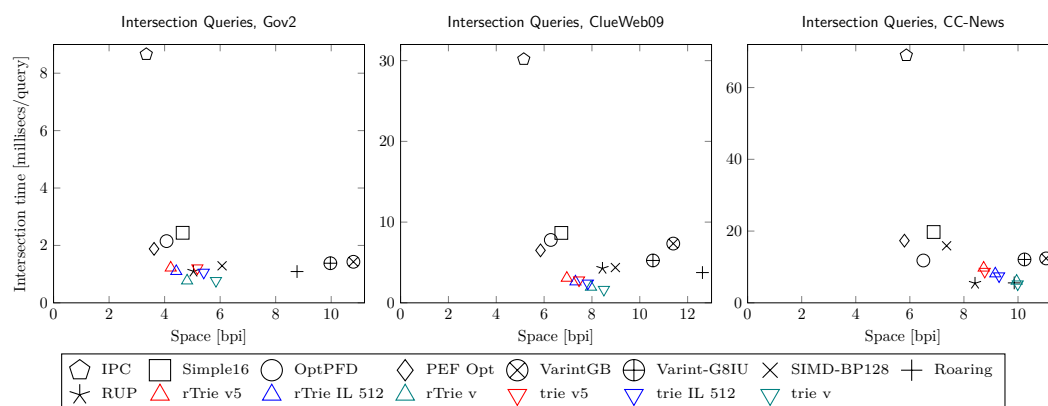 Intersection Queries, Gov2
Intersection Queries, ClueWeb09
Intersection Queries, CC-News
Intersection time [millisecs/query]
8
6
4
2
0
0 2 4 6 8 10
Space [bpi]
30
20
10
0
0 2 4 6 8 10 12
Space [bpi]
60
40
20
0
0 2 4 6 8 10
Space [bpi]
IPC Simple16 OptPFD PEF Opt VarintGB Varint-G8IU SIMD-BP128 Roaring
RUP rTrie v5 rTrie IL 512 rTrie v trie v5 trie IL 512 trie v